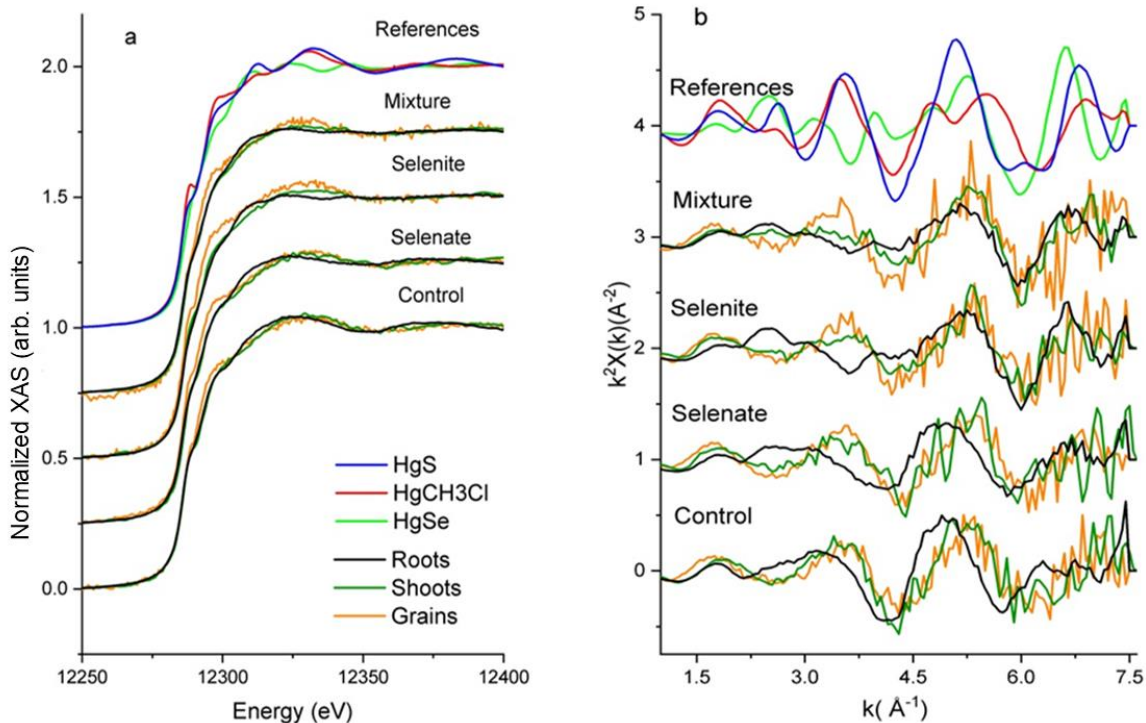 a
References
Mixture
Selenite
Selenate
Control
HgS
HgCH3Cl
HgSe
Roots
Shoots
Grains
2.0
1.5
1.0
0.5
0.0
12250
12300
12350
12400
Energy (eV)
Normalized XAS (arb. units)
b
References
Mixture
Selenite
Selenate
Control
5
4
3
2
1
0
1.5
3.0
4.5
6.0
7.5
k( Å⁻¹)
k²X(k)(A⁻²)